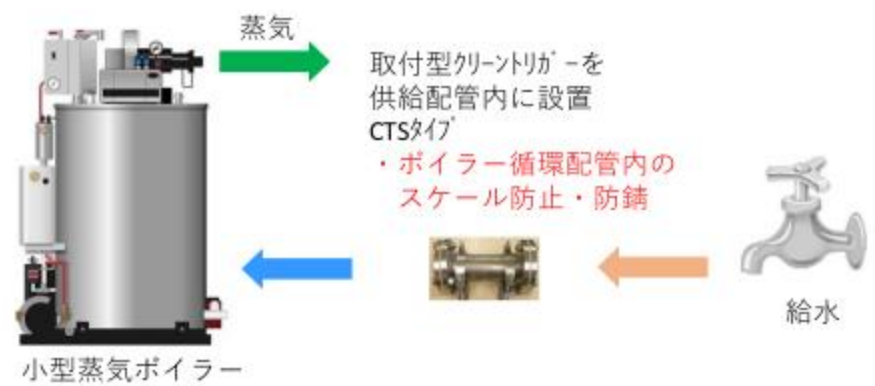 蒸気
取付型ｸﾘｰﾝﾄﾘｶﾞｰを
供給配管内に設置
CTSﾀｲﾌﾟ
・ボイラー循環配管内の
スケール防止・防錆
給水
小型蒸気ボイラー